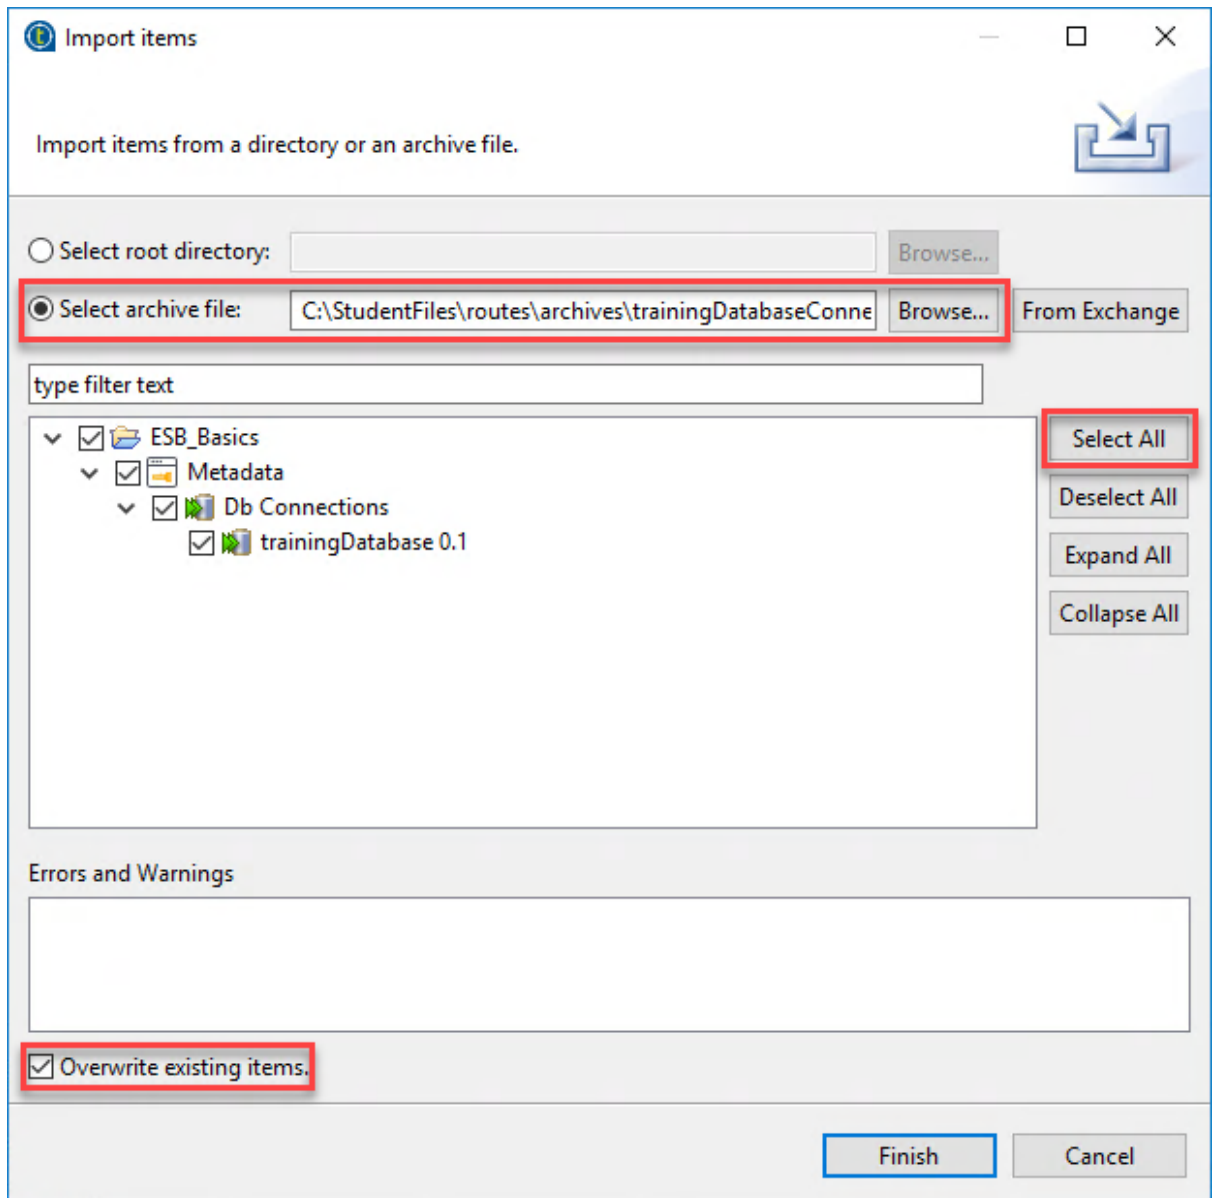 Import items
Import items from a directory or an archive file.
Select root directory: Browse...
Select archive file: C:\StudentFiles\routes\archives\trainingDatabaseConne Browse... From Exchange
type filter text
ESB_Basics
Metadata
Db Connections
trainingDatabase 0.1
Select All
Deselect All
Expand All
Collapse All
Errors and Warnings
Overwrite existing items.
Finish Cancel